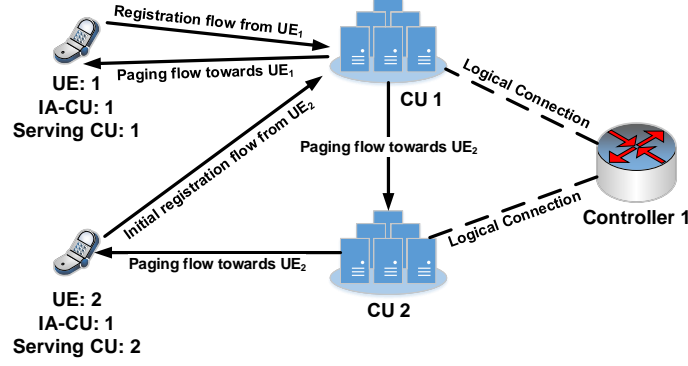 Registration flow from UE₁
Paging flow towards UE₁
UE: 1
IA-CU: 1
Serving CU: 1
CU 1
Logical Connection
Paging flow towards UE₂
Initial registration flow from UE₂
Controller 1
Logical Connection
Paging flow towards UE₂
CU 2
UE: 2
IA-CU: 1
Serving CU: 2